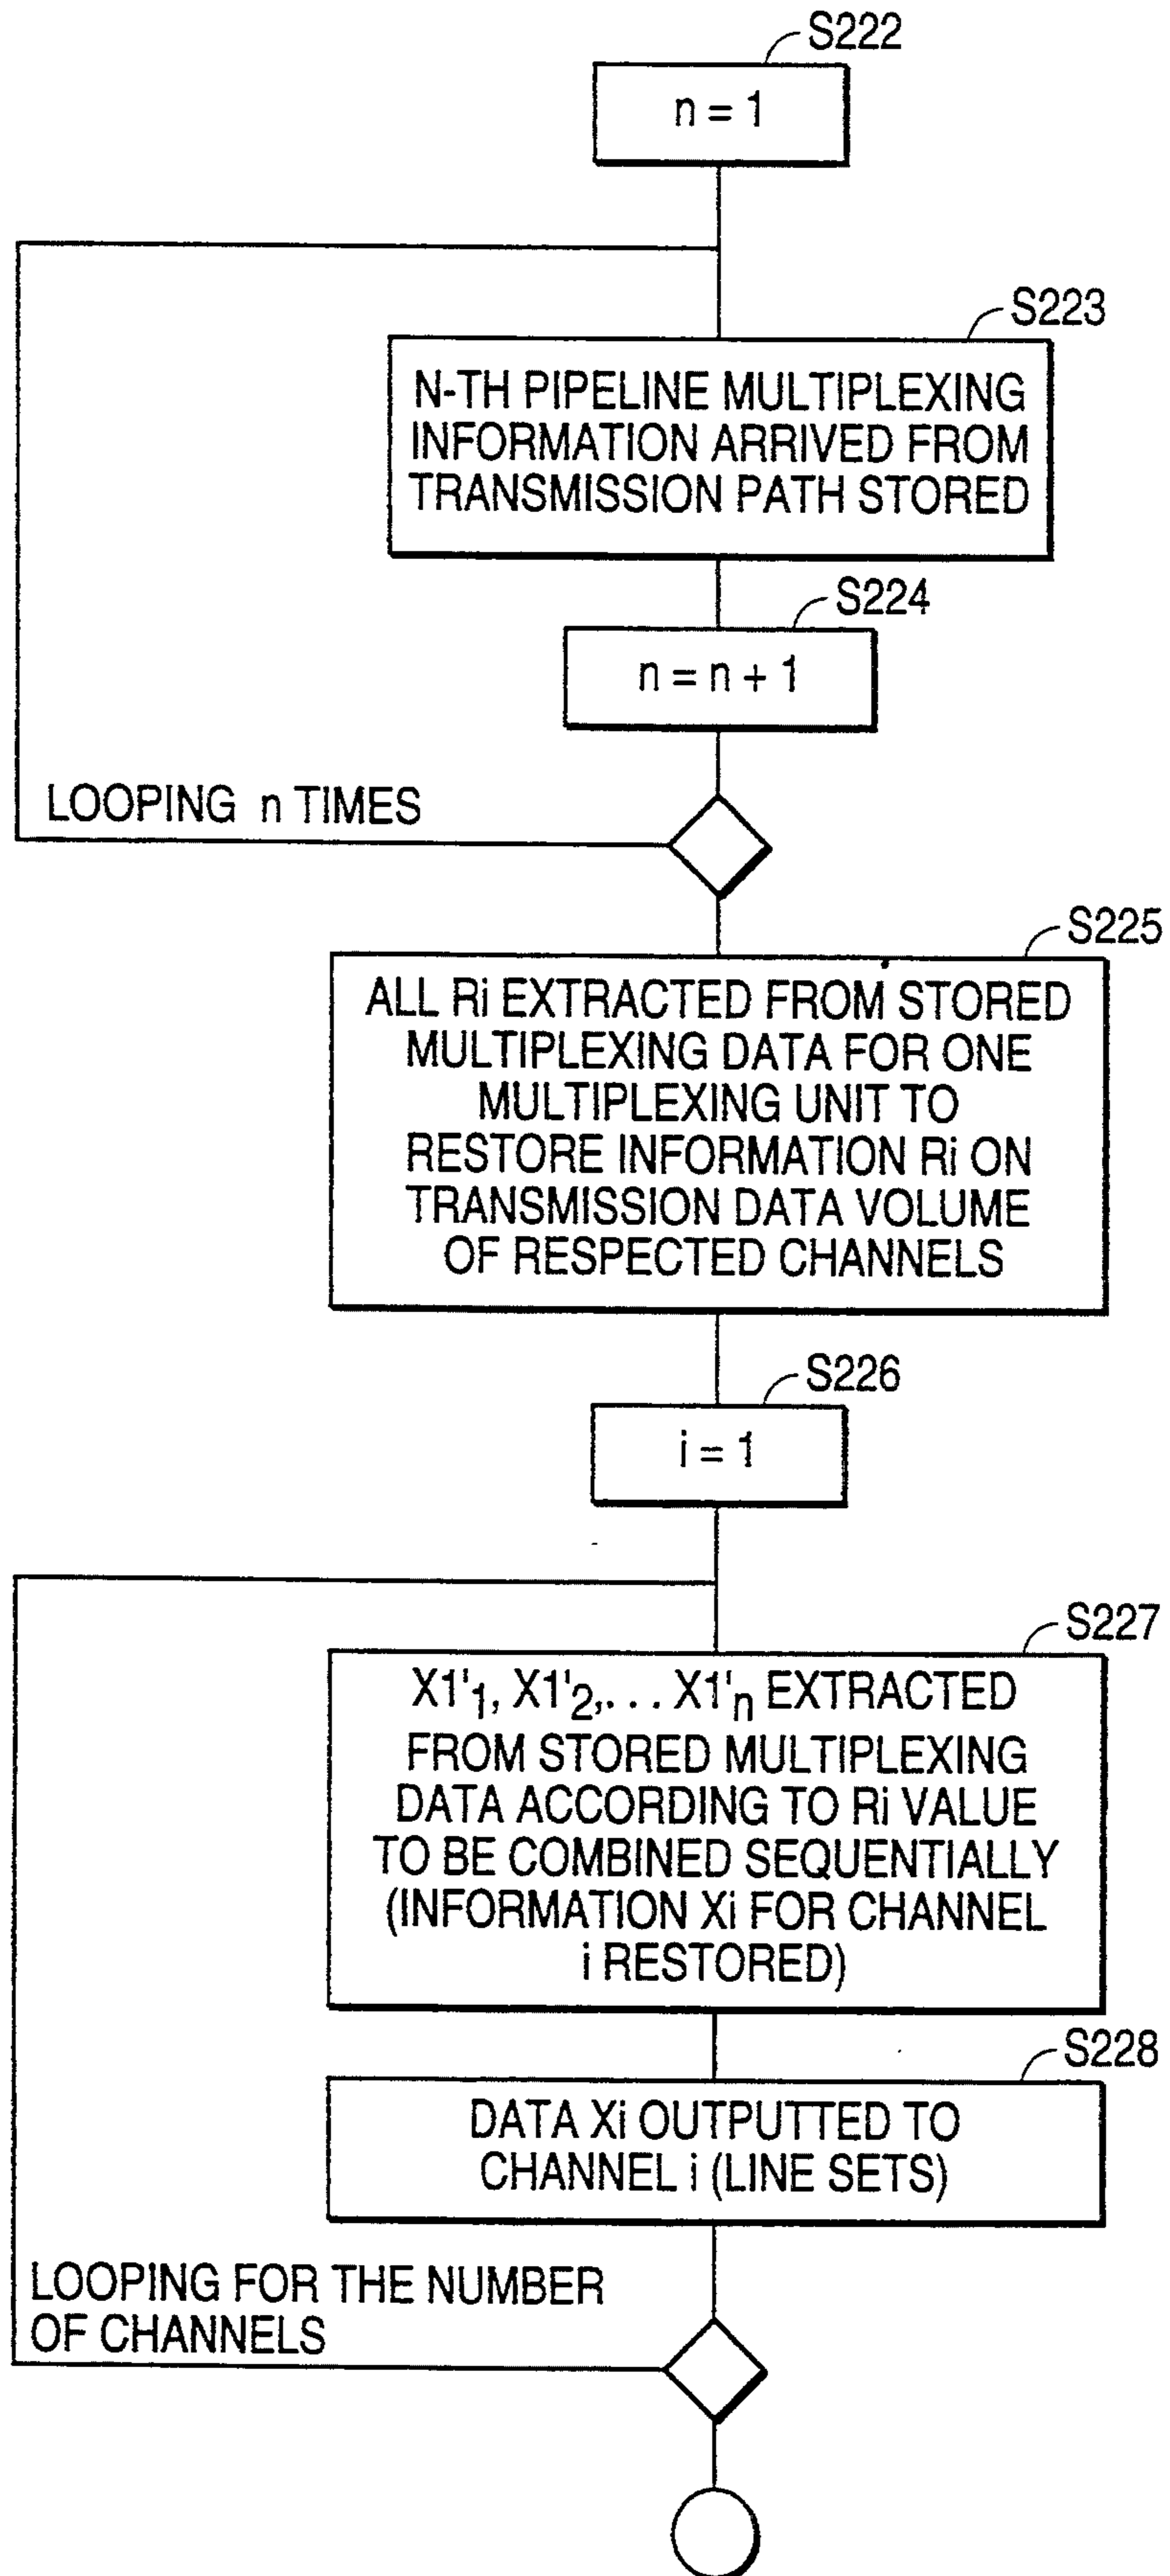 S222
n = 1
S223
N-TH PIPELINE MULTIPLEXING
INFORMATION ARRIVED FROM
TRANSMISSION PATH STORED
S224
n = n + 1
LOOPING n TIMES
S225
ALL Ri EXTRACTED FROM STORED
MULTIPLEXING DATA FOR ONE
MULTIPLEXING UNIT TO
RESTORE INFORMATION Ri ON
TRANSMISSION DATA VOLUME
OF RESPECTED CHANNELS
S226
i = 1
S227
X1'1, X1'2,... X1'n EXTRACTED
FROM STORED MULTIPLEXING
DATA ACCORDING TO Ri VALUE
TO BE COMBINED SEQUENTIALLY
(INFORMATION Xi FOR CHANNEL
i RESTORED)
S228
DATA Xi OUTPUTTED TO
CHANNEL i (LINE SETS)
LOOPING FOR THE NUMBER
OF CHANNELS